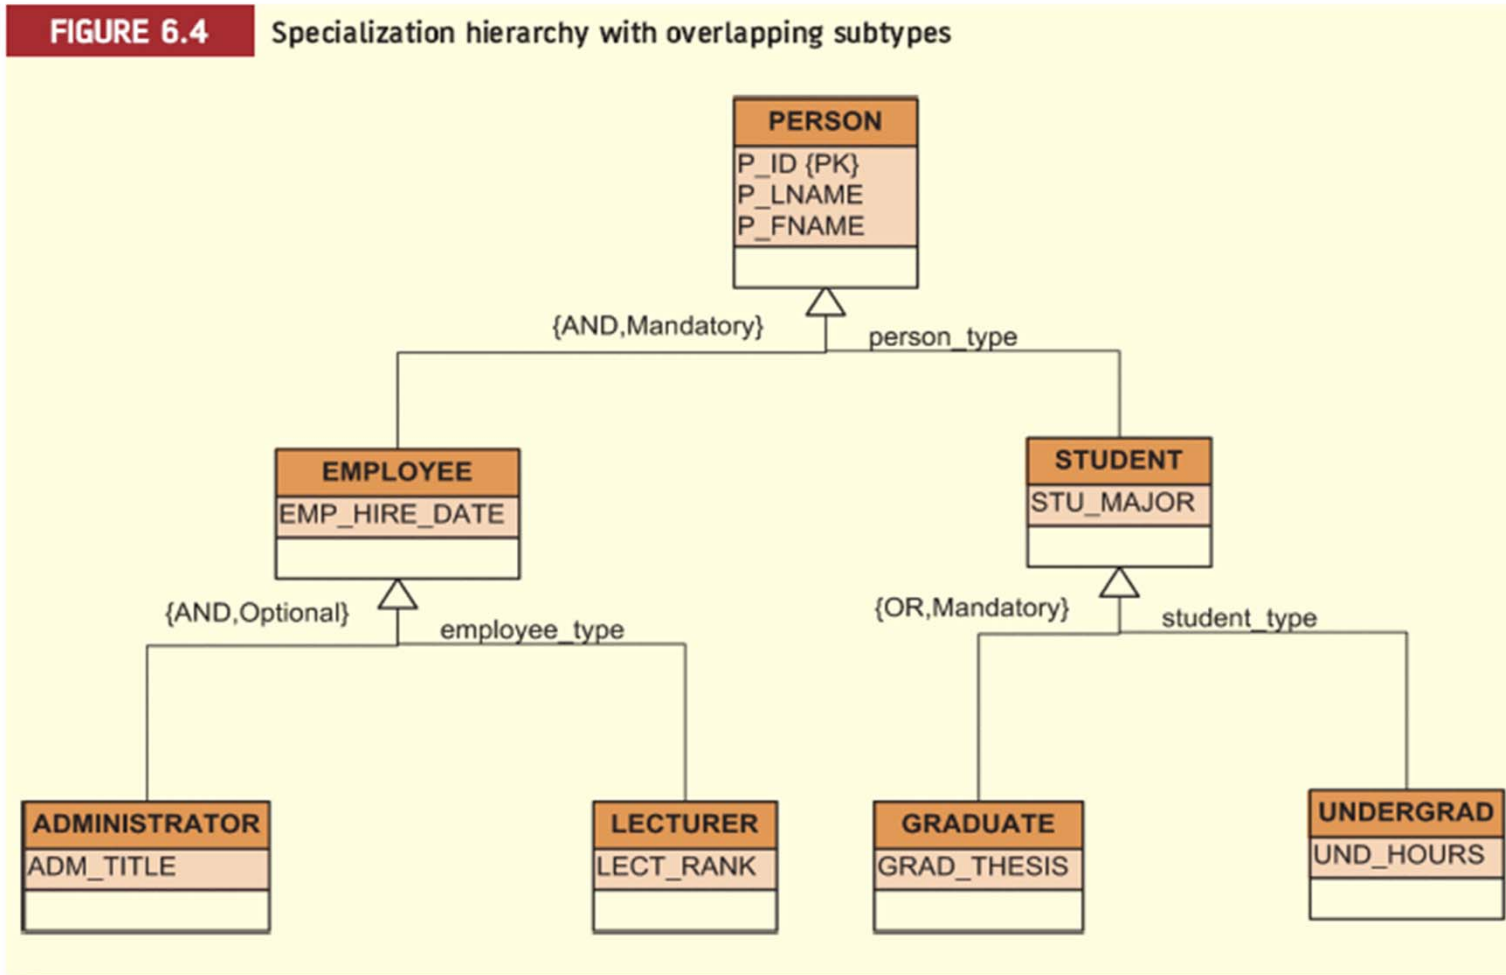 FIGURE 6.4 Specialization hierarchy with overlapping subtypes
PERSON
P_ID {PK}
P_LNAME
P_FNAME
{AND,Mandatory}
person_type
EMPLOYEE
EMP_HIRE_DATE
STUDENT
STU_MAJOR
{AND,Optional}
employee_type
{OR,Mandatory}
student_type
ADMINISTRATOR
ADM_TITLE
LECTURER
LECT_RANK
GRADUATE
GRAD_THESIS
UNDERGRAD
UND_HOURS